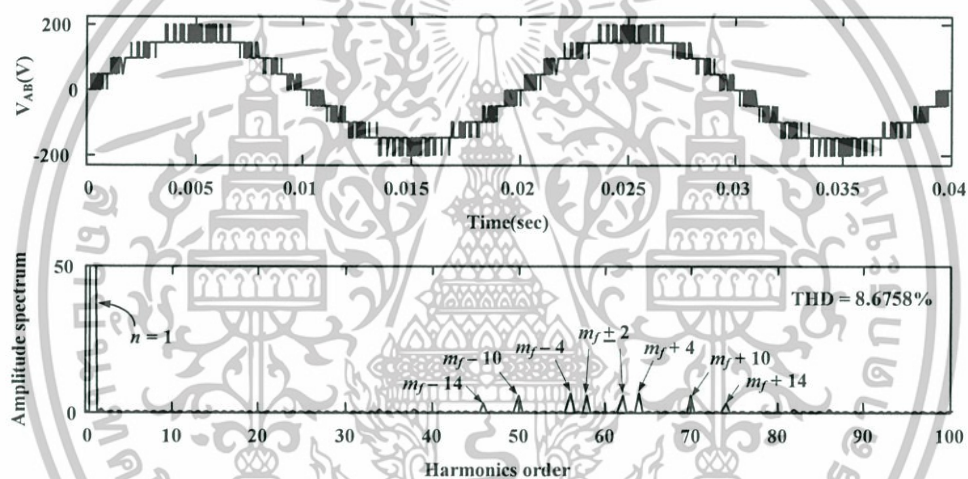 200
0
-200
V_AB(V)
0 0.005 0.01 0.015 0.02 0.025 0.03 0.035 0.04
Time(sec)
50
0
Amplitude spectrum
THD = 8.6758%
n = 1
m_f − 14
m_f − 10
m_f − 4
m_f ± 2
m_f + 4
m_f + 10
m_f + 14
0 10 20 30 40 50 60 70 80 90 100
Harmonics order